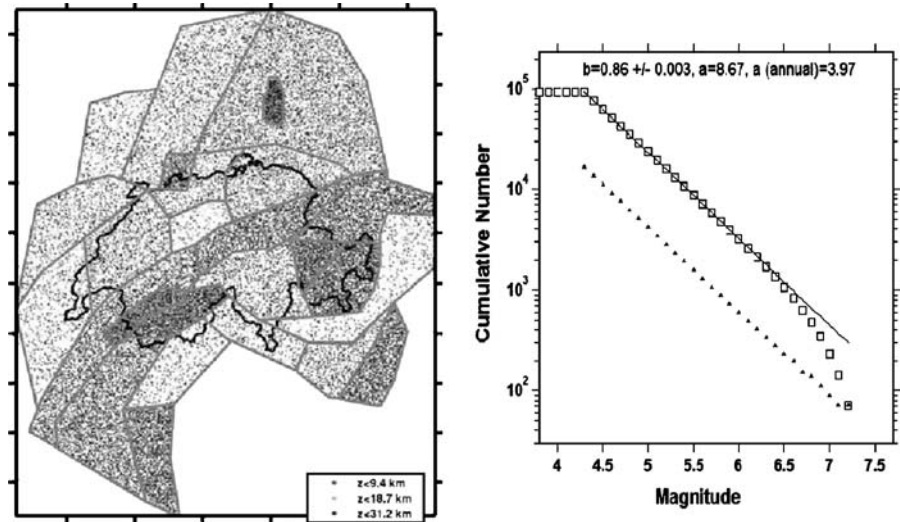 z<9.4 km
z<18.7 km
z<31.2 km
b=0.86 +/- 0.003, a=8.67, a (annual)=3.97
Cumulative Number
10^5
10^4
10^3
10^2
4 4.5 5 5.5 6 6.5 7 7.5
Magnitude